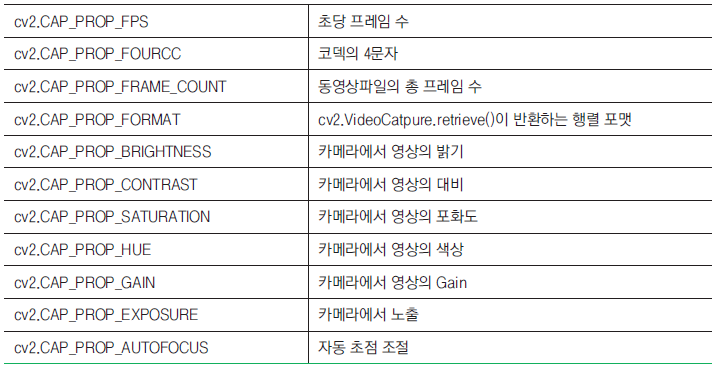 cv2.CAP_PROP_FPS 초당 프레임 수
cv2.CAP_PROP_FOURCC 코덱의 4문자
cv2.CAP_PROP_FRAME_COUNT 동영상파일의 총 프레임 수
cv2.CAP_PROP_FORMAT cv2.VideoCatpure.retrieve()이 반환하는 행렬 포맷
cv2.CAP_PROP_BRIGHTNESS 카메라에서 영상의 밝기
cv2.CAP_PROP_CONTRAST 카메라에서 영상의 대비
cv2.CAP_PROP_SATURATION 카메라에서 영상의 포화도
cv2.CAP_PROP_HUE 카메라에서 영상의 색상
cv2.CAP_PROP_GAIN 카메라에서 영상의 Gain
cv2.CAP_PROP_EXPOSURE 카메라에서 노출
cv2.CAP_PROP_AUTOFOCUS 자동 초점 조절